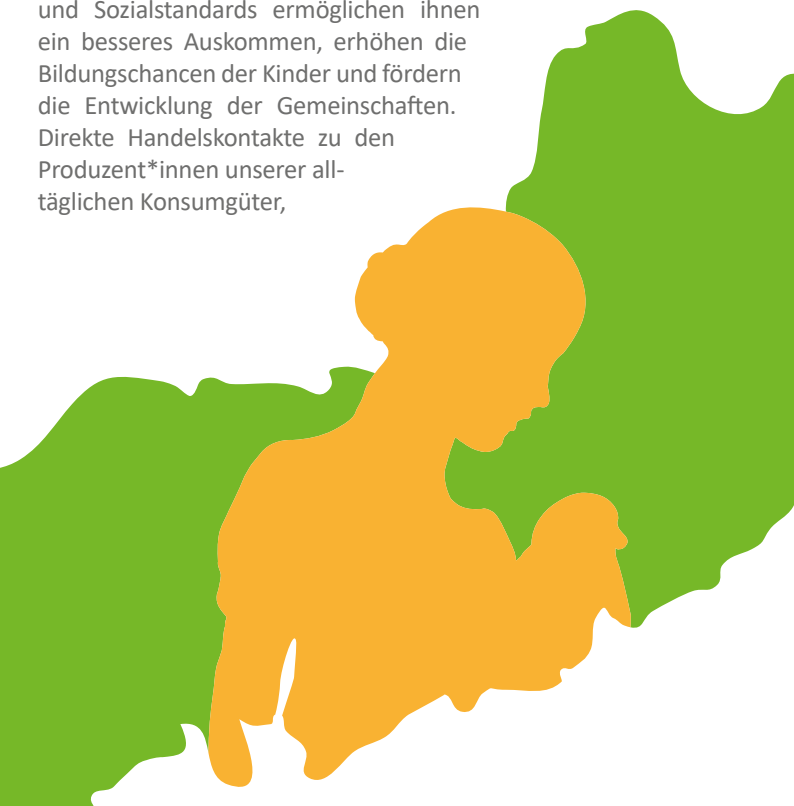 und Sozialstandards ermöglichen ihnen
ein besseres Auskommen, erhöhen die
Bildungschancen der Kinder und fördern
die Entwicklung der Gemeinschaften.
Direkte Handelskontakte zu den
Produzent*innen unserer all-
täglichen Konsumgüter,